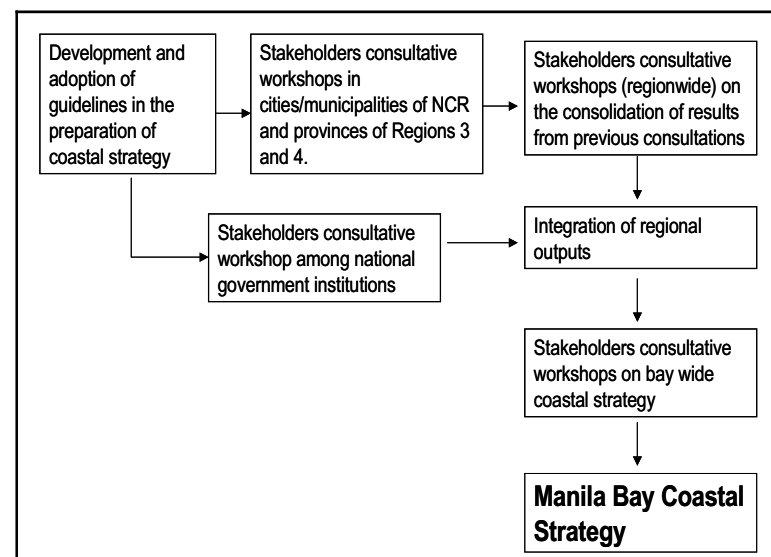 Development and
adoption of
guidelines in the
preparation of
coastal strategy
Stakeholders consultative
workshops in
cities/municipalities of NCR
and provinces of Regions 3
and 4.
Stakeholders consultative
workshops (regionwide) on
the consolidation of results
from previous consultations
Stakeholders consultative
workshop among national
government institutions
Integration of regional
outputs
Stakeholders consultative
workshops on bay wide
coastal strategy
Manila Bay Coastal
Strategy